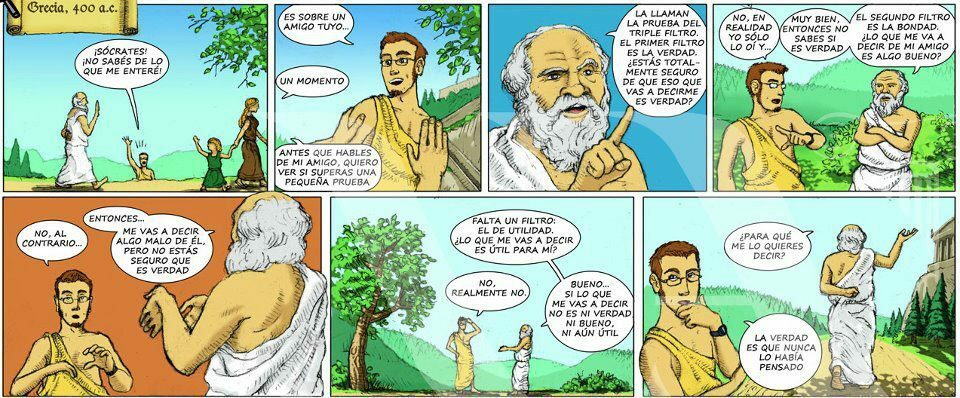 Grecia, 400 a.c.
¡SÓCRATES!
¡NO SABÉS DE LO
QUE ME ENTERÉ!
ES SOBRE UN
AMIGO TUYO...
UN MOMENTO
ANTES QUE HABLES
DE MI AMIGO, QUIERO
VER SI SUPERAS UNA
PEQUEÑA PRUEBA
LA LLAMAN
LA PRUEBA DEL
TRIPLE FILTRO.
EL PRIMER FILTRO
ES LA VERDAD.
¿ESTÁS TOTAL-
MENTE SEGURO
DE QUE ESO QUE
VAS A DECIRME
ES VERDAD?
NO, EN
REALIDAD
YO SÓLO
LO OÍ Y...
MUY BIEN,
ENTONCES NO
SABES SI
ES VERDAD
EL SEGUNDO FILTRO
ES LA BONDAD.
¿LO QUE ME VA A
DECIR DE MI AMIGO
ES ALGO BUENO?
NO, AL
CONTRARIO...
ENTONCES...
ME VAS A DECIR
ALGO MALO DE ÉL,
PERO NO ESTÁS
SEGURO QUE
ES VERDAD
FALTA UN FILTRO:
EL DE UTILIDAD.
¿LO QUE ME VAS A DECIR
ES ÚTIL PARA MÍ?
NO,
REALMENTE NO.
BUENO...
SI LO QUE
ME VAS A DECIR
NO ES NI VERDAD
NI BUENO,
NI AÚN ÚTIL
¿PARA QUÉ
ME LO QUIERES
DECIR?
LA VERDAD
ES QUE NUNCA
LO HABÍA
PENSADO